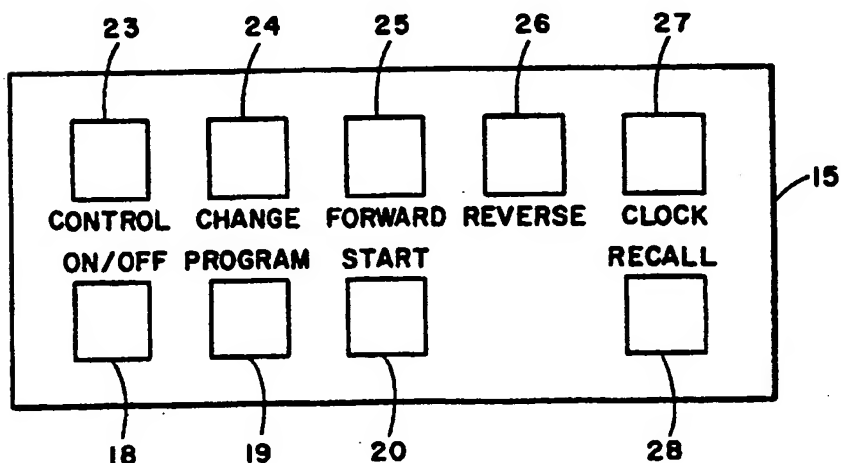 23 24 25 26 27
15
CONTROL CHANGE FORWARD REVERSE CLOCK
ON/OFF PROGRAM START RECALL
18 19 20 28